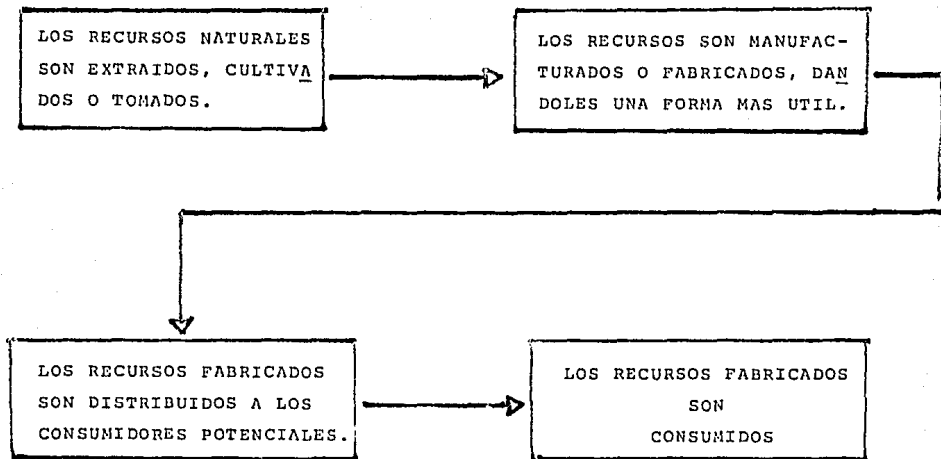 LOS RECURSOS NATURALES
SON EXTRAIDOS, CULTIVA
DOS O TOMADOS.
LOS RECURSOS SON MANUFAC-
TURADOS O FABRICADOS, DAN
DOLES UNA FORMA MAS UTIL.
LOS RECURSOS FABRICADOS
SON DISTRIBUIDOS A LOS
CONSUMIDORES POTENCIALES.
LOS RECURSOS FABRICADOS
SON
CONSUMIDOS